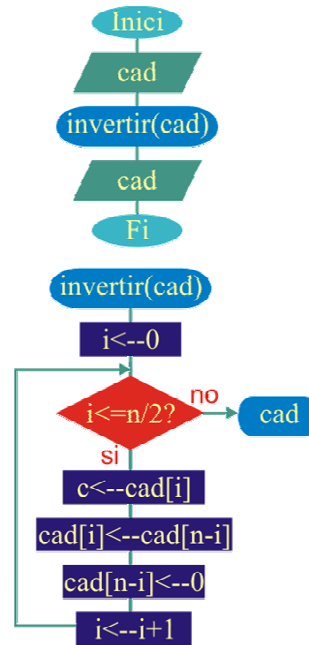 Inici
cad
invertir(cad)
cad
Fi
invertir(cad)
i<--0
i<=n/2?
no
cad
si
c<--cad[i]
cad[i]<--cad[n-i]
cad[n-i]<--0
i<--i+1